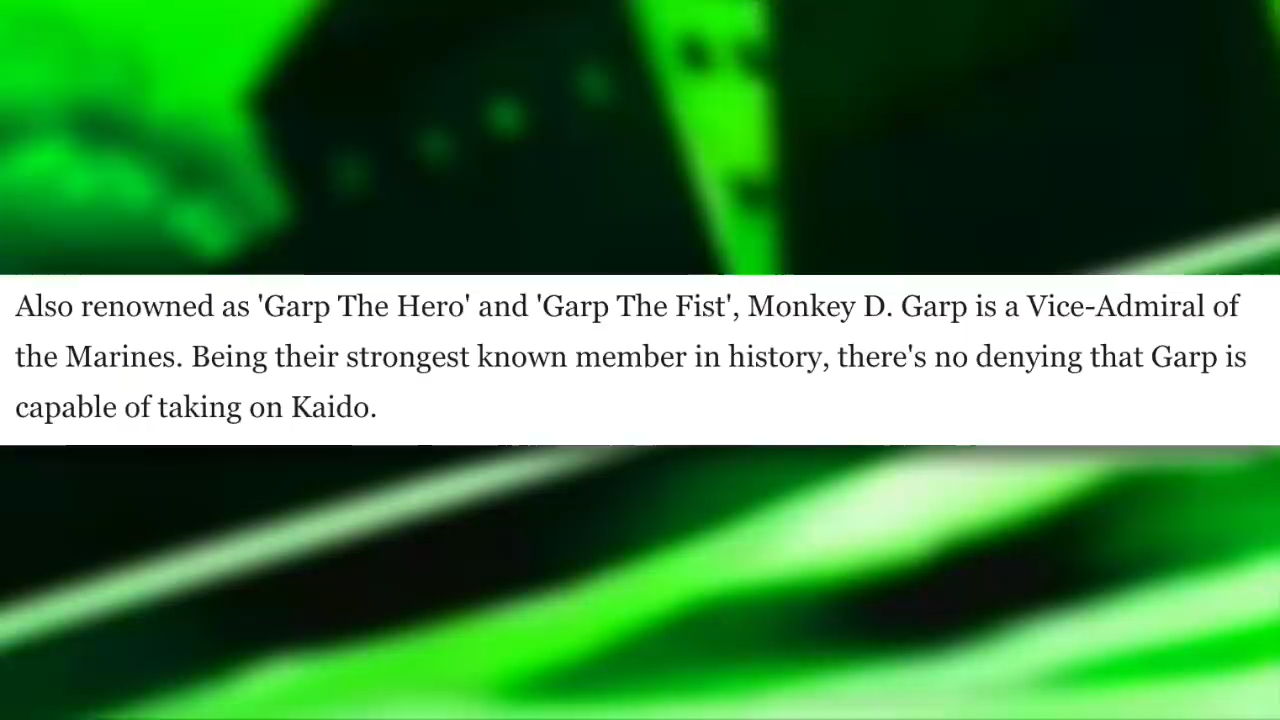 Also renowned as 'Garp The Hero' and 'Garp The Fist', Monkey D. Garp is a Vice-Admiral of
the Marines. Being their strongest known member in history, there's no denying that Garp is
capable of taking on Kaido.